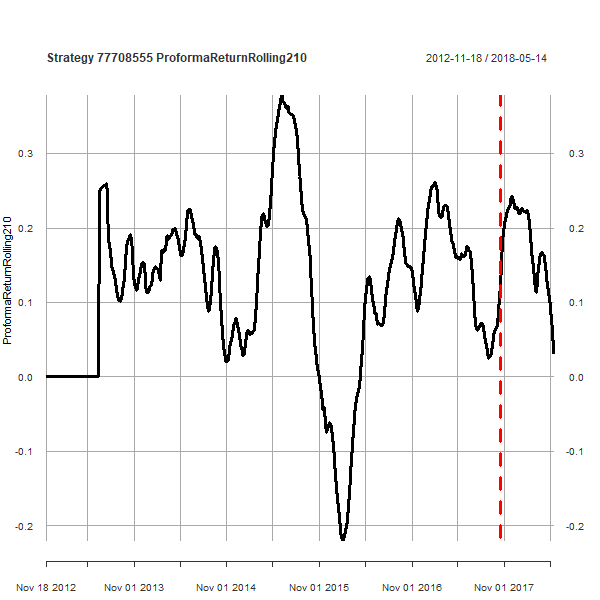 Strategy 77708555 ProformaReturnRolling210
2012-11-18 / 2018-05-14
ProformaReturnRolling210
0.3
0.3
0.2
0.2
0.1
0.1
0.0
0.0
-0.1
-0.1
-0.2
-0.2
Nov 18 2012
Nov 01 2013
Nov 01 2014
Nov 01 2015
Nov 01 2016
Nov 01 2017